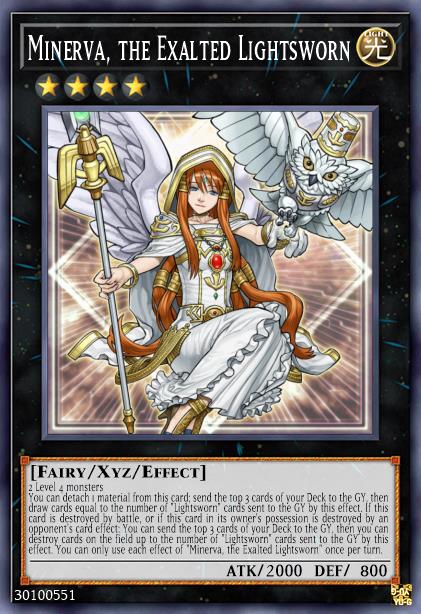 Minerva, the Exalted Lightsworn
LIGHT
光
[Fairy/Xyz/Effect]
2 Level 4 monsters
You can detach 1 material from this card; send the top 3 cards of your Deck to the GY, then
draw cards equal to the number of "Lightsworn" cards sent to the GY by this effect. If this
card is destroyed by battle, or if this card in its owner's possession is destroyed by an
opponent's card effect: You can send the top 3 cards of your Deck to the GY, then you can
destroy cards on the field up to the number of "Lightsworn" cards sent to the GY by this
effect. You can only use each effect of "Minerva, the Exalted Lightsworn" once per turn.
ATK/2000 DEF/ 800
30100551